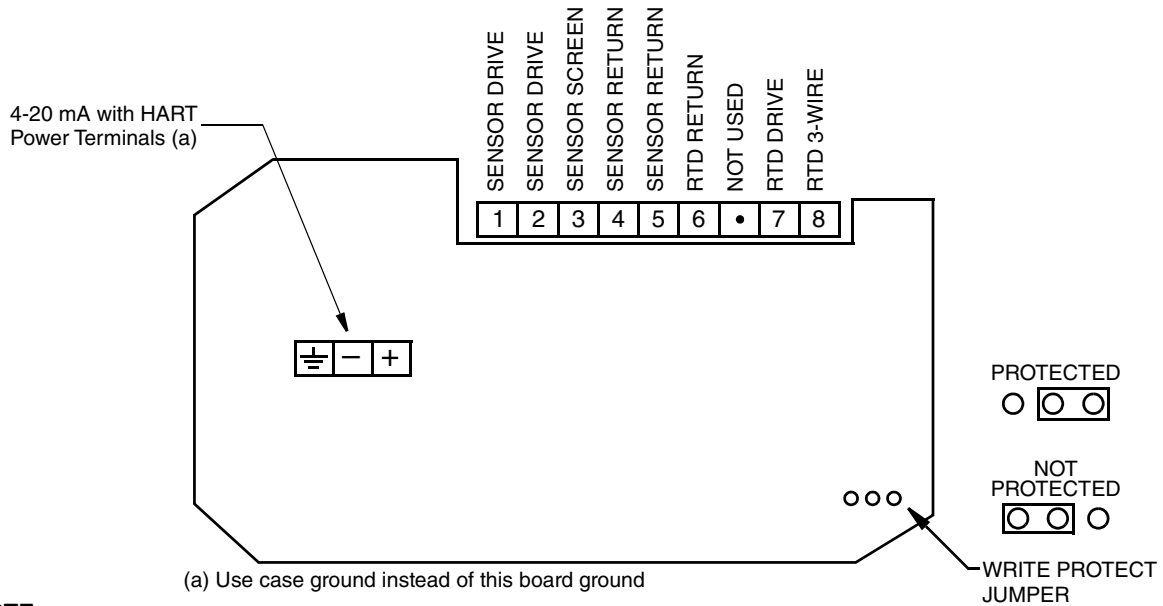 SENSOR DRIVE
SENSOR DRIVE
SENSOR SCREEN
SENSOR RETURN
SENSOR RETURN
RTD RETURN
NOT USED
RTD DRIVE
RTD 3-WIRE
4-20 mA with HART
Power Terminals (a)
1 2 3 4 5 6 • 7 8
− +
PROTECTED
NOT
PROTECTED
WRITE PROTECT
JUMPER
(a) Use case ground instead of this board ground